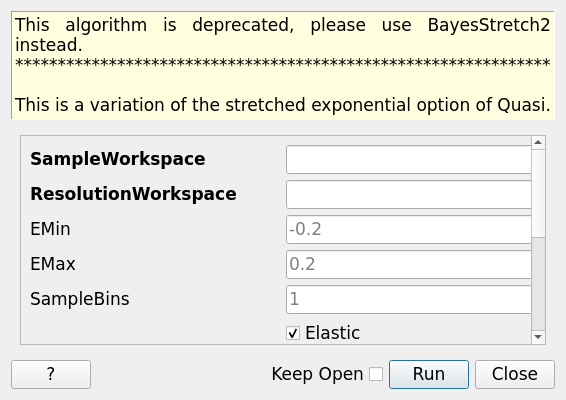 This algorithm is deprecated, please use BayesStretch2
instead.
***************************************************************
This is a variation of the stretched exponential option of Quasi.
SampleWorkspace
ResolutionWorkspace
EMin -0.2
EMax 0.2
SampleBins 1
Elastic
? Keep Open Run Close